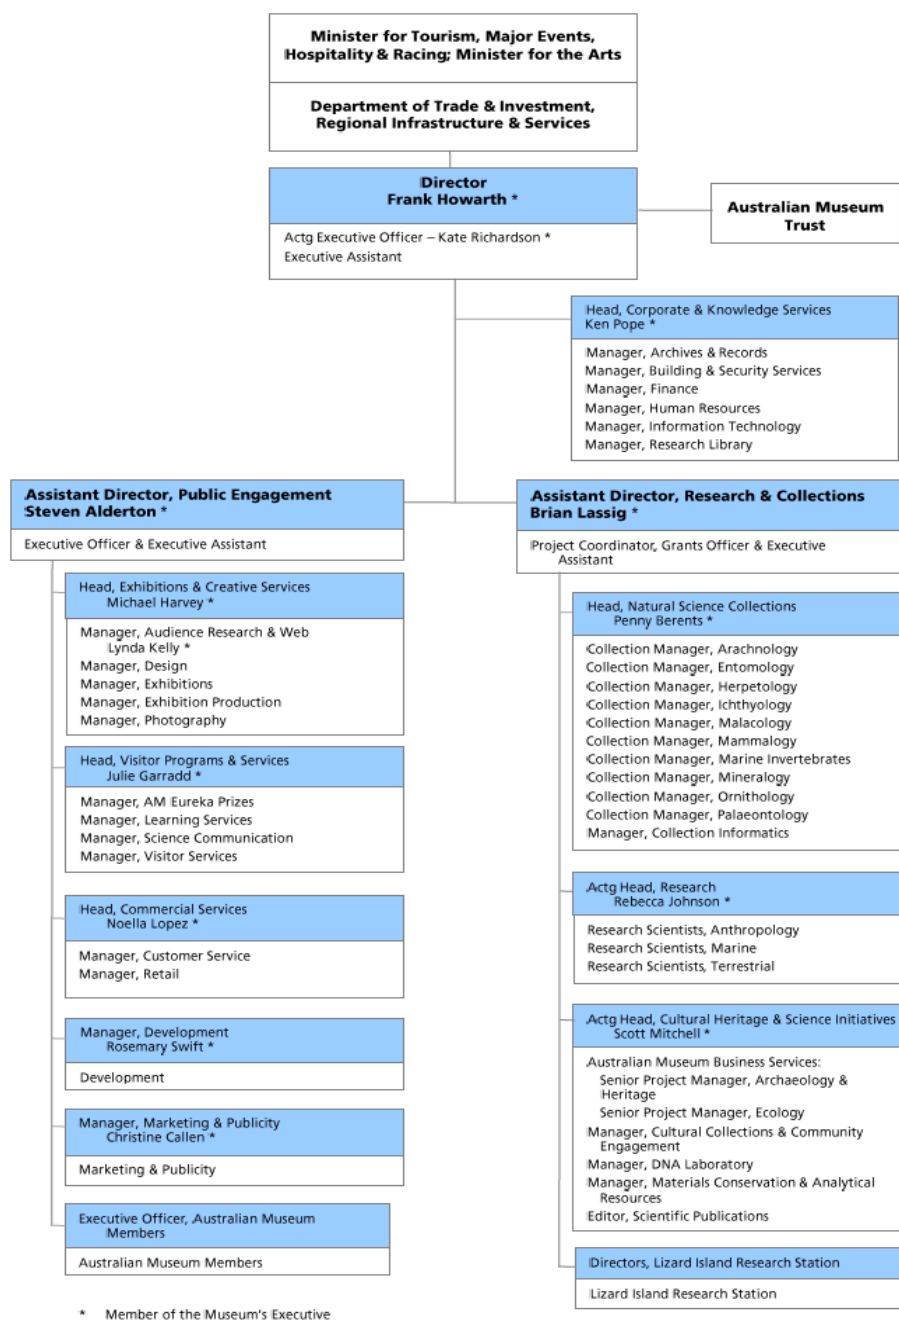 Minister for Tourism, Major Events,
Hospitality & Racing; Minister for the Arts
Department of Trade & Investment,
Regional Infrastructure & Services
Director
Frank Howarth *
Actg Executive Officer – Kate Richardson *
Executive Assistant
Australian Museum
Trust
Head, Corporate & Knowledge Services
Ken Pope *
Manager, Archives & Records
Manager, Building & Security Services
Manager, Finance
Manager, Human Resources
Manager, Information Technology
Manager, Research Library
Assistant Director, Public Engagement
Steven Alderton *
Executive Officer & Executive Assistant
Head, Exhibitions & Creative Services
Michael Harvey *
Manager, Audience Research & Web
Lynda Kelly *
Manager, Design
Manager, Exhibitions
Manager, Exhibition Production
Manager, Photography
Head, Visitor Programs & Services
Julie Garradd *
Manager, AM Eureka Prizes
Manager, Learning Services
Manager, Science Communication
Manager, Visitor Services
Head, Commercial Services
Noella Lopez *
Manager, Customer Service
Manager, Retail
Manager, Development
Rosemary Swift *
Development
Manager, Marketing & Publicity
Christine Callen *
Marketing & Publicity
Executive Officer, Australian Museum
Members
Australian Museum Members
Assistant Director, Research & Collections
Brian Lassig *
Project Coordinator, Grants Officer & Executive
Assistant
Head, Natural Science Collections
Penny Berents *
Collection Manager, Arachnology
Collection Manager, Entomology
Collection Manager, Herpetology
Collection Manager, Ichthyology
Collection Manager, Malacology
Collection Manager, Mammalogy
Collection Manager, Marine Invertebrates
Collection Manager, Mineralogy
Collection Manager, Ornithology
Collection Manager, Palaeontology
Manager, Collection Informatics
Actg Head, Research
Rebecca Johnson *
Research Scientists, Anthropology
Research Scientists, Marine
Research Scientists, Terrestrial
Actg Head, Cultural Heritage & Science Initiatives
Scott Mitchell *
Australian Museum Business Services:
Senior Project Manager, Archaeology &
Heritage
Senior Project Manager, Ecology
Manager, Cultural Collections & Community
Engagement
Manager, DNA Laboratory
Manager, Materials Conservation & Analytical
Resources
Editor, Scientific Publications
Directors, Lizard Island Research Station
Lizard Island Research Station
* Member of the Museum's Executive